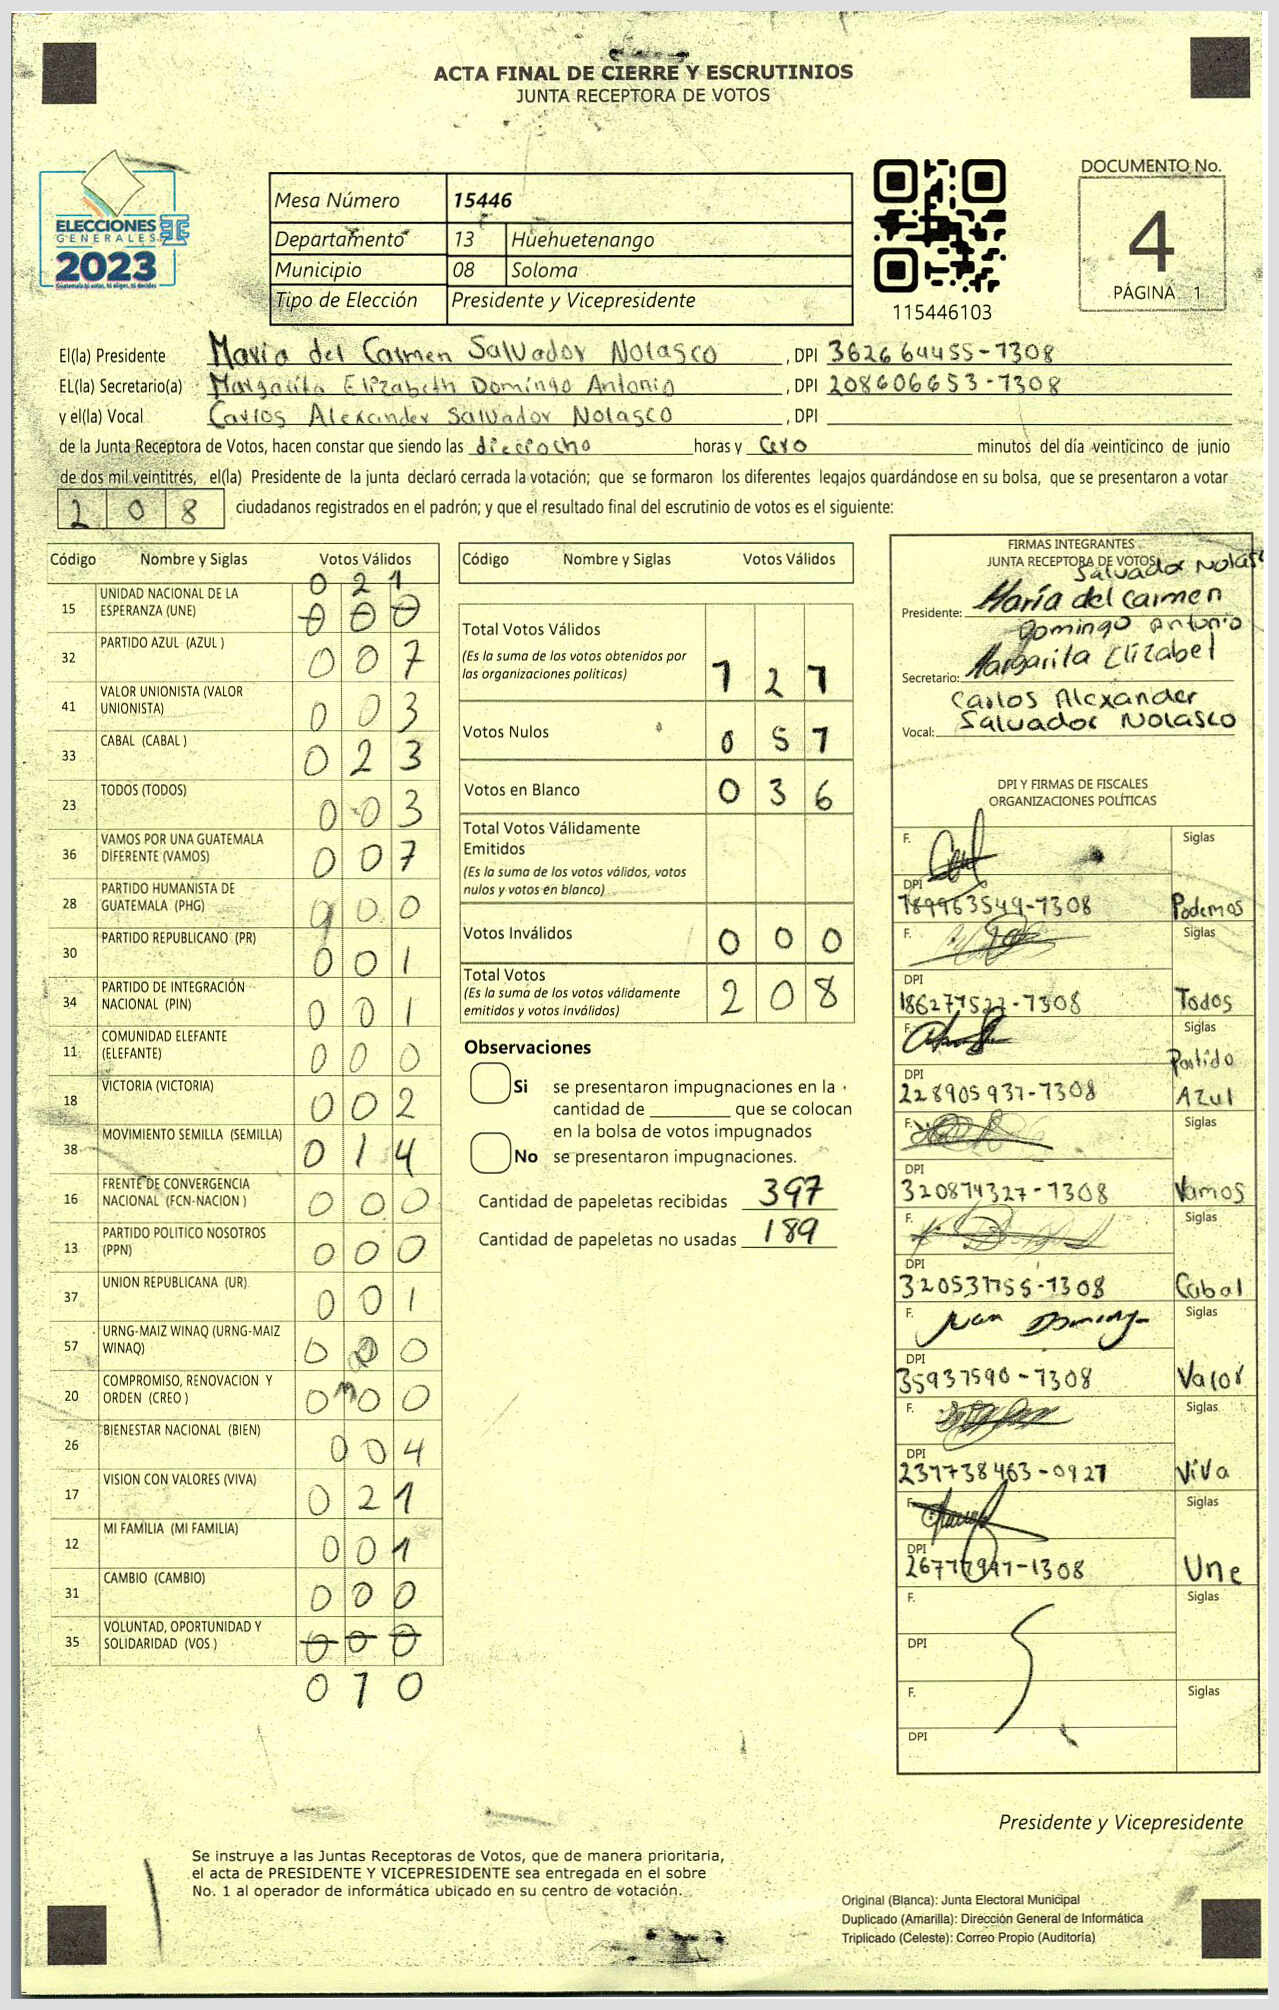 ACTA FINAL DE CIERRE Y ESCRUTINIOS
JUNTA RECEPTORA DE VOTOS
ELECCIONES
GENERALES
2023
Mesa Número 15446
Departamento 13 Huehuetenango
Municipio 08 Soloma
Tipo de Elección Presidente y Vicepresidente
115446103
DOCUMENTO No.
4
PÁGINA 1
El(la) Presidente Maria del Carmen Salvador Nolasco , DPI 362664455-1308
EL(la) Secretario(a) Margarita Elizabeth Domingo Antonio , DPI 208606653-1308
y el(la) Vocal Carlos Alexander Salvador Nolasco , DPI
de la Junta Receptora de Votos, hacen constar que siendo las dieciocho horas y cero minutos del día veinticinco de junio
de dos mil veintitrés, el(la) Presidente de la junta declaró cerrada la votación; que se formaron los diferentes legajos guardándose en su bolsa, que se presentaron a votar
208 ciudadanos registrados en el padrón; y que el resultado final del escrutinio de votos es el siguiente:
Código Nombre y Siglas Votos Válidos
0 2 1
15 UNIDAD NACIONAL DE LA ESPERANZA (UNE) 0 0 0
32 PARTIDO AZUL (AZUL ) 0 0 7
41 VALOR UNIONISTA (VALOR UNIONISTA) 0 0 3
33 CABAL (CABAL ) 0 2 3
23 TODOS (TODOS) 0 0 3
36 VAMOS POR UNA GUATEMALA DIFERENTE (VAMOS) 0 0 7
28 PARTIDO HUMANISTA DE GUATEMALA (PHG) 0 0 0
30 PARTIDO REPUBLICANO (PR) 0 0 1
34 PARTIDO DE INTEGRACIÓN NACIONAL (PIN) 0 0 1
11 COMUNIDAD ELEFANTE (ELEFANTE) 0 0 0
18 VICTORIA (VICTORIA) 0 0 2
38 MOVIMIENTO SEMILLA (SEMILLA) 0 1 4
16 FRENTE DE CONVERGENCIA NACIONAL (FCN-NACION ) 0 0 0
13 PARTIDO POLITICO NOSOTROS (PPN) 0 0 0
37 UNION REPUBLICANA (UR) 0 0 1
57 URNG-MAIZ WINAQ (URNG-MAIZ WINAQ) 0 0 0
20 COMPROMISO, RENOVACION Y ORDEN (CREO ) 0 0 0
26 BIENESTAR NACIONAL (BIEN) 0 0 4
17 VISION CON VALORES (VIVA) 0 2 1
12 MI FAMILIA (MI FAMILIA) 0 0 1
31 CAMBIO (CAMBIO) 0 0 0
35 VOLUNTAD, OPORTUNIDAD Y SOLIDARIDAD (VOS ) 0 0 0
0 1 0
Código Nombre y Siglas Votos Válidos
Total Votos Válidos
(Es la suma de los votos obtenidos por
las organizaciones politicas) 1 2 1
Votos Nulos 0 5 1
Votos en Blanco 0 3 6
Total Votos Válidamente
Emitidos
(Es la suma de los votos válidos, votos
nulos y votos en blanco)
Votos Inválidos 0 0 0
Total Votos
(Es la suma de los votos válidamente
emitidos y votos inválidos) 2 0 8
Observaciones
Si se presentaron impugnaciones en la
cantidad de ________ que se colocan
en la bolsa de votos impugnados
No se presentaron impugnaciones.
Cantidad de papeletas recibidas 397
Cantidad de papeletas no usadas 189
FIRMAS INTEGRANTES
JUNTA RECEPTORA DE VOTOS
Salvador Nolasco
Presidente: María del Carmen
Domingo Antonio
Secretario: Margarita Elizabel
Carlos Alexander
Vocal: Salvador Nolasco
DPI Y FIRMAS DE FISCALES
ORGANIZACIONES POLÍTICAS
F. Siglas
DPI 189963549-1308 Podemos
F. Siglas
DPI 186277522-1308 Todos
F. Siglas
DPI 228905937-1308 Partido Azul
F. Siglas
DPI 320874327-1308 Vamos
F. Siglas
DPI 320531755-1308 Cabal
F. Juan Domingo Siglas
DPI 35937590-1308 Valor
F. Siglas
DPI 237738463-0927 Viva
F. Siglas
DPI Une
F. Siglas
DPI
F. Siglas
DPI
Presidente y Vicepresidente
Se instruye a las Juntas Receptoras de Votos, que de manera prioritaria,
el acta de PRESIDENTE Y VICEPRESIDENTE sea entregada en el sobre
No. 1 al operador de informática ubicado en su centro de votación.
Original (Blanca): Junta Electoral Municipal
Duplicado (Amarilla): Dirección General de Informática
Triplicado (Celeste): Correo Propio (Auditoría)